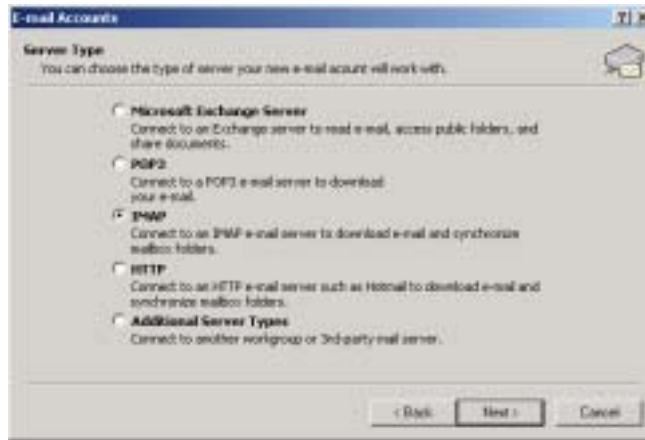 E-mail Accounts
Server Type
You can choose the type of server your new e-mail acount will work with.
Microsoft Exchange Server
Connect to an Exchange server to read e-mail, access public folders, and
share documents.
POP3
Connect to a POP3 e-mail server to download
your e-mail.
IMAP
Connect to an IMAP e-mail server to download e-mail and synchronize
mailbox folders.
HTTP
Connect to an HTTP e-mail server such as Hotmail to download e-mail and
synchronize mailbox folders.
Additional Server Types
Connect to another workgroup or 3rd-party mail server.
< Back Next > Cancel